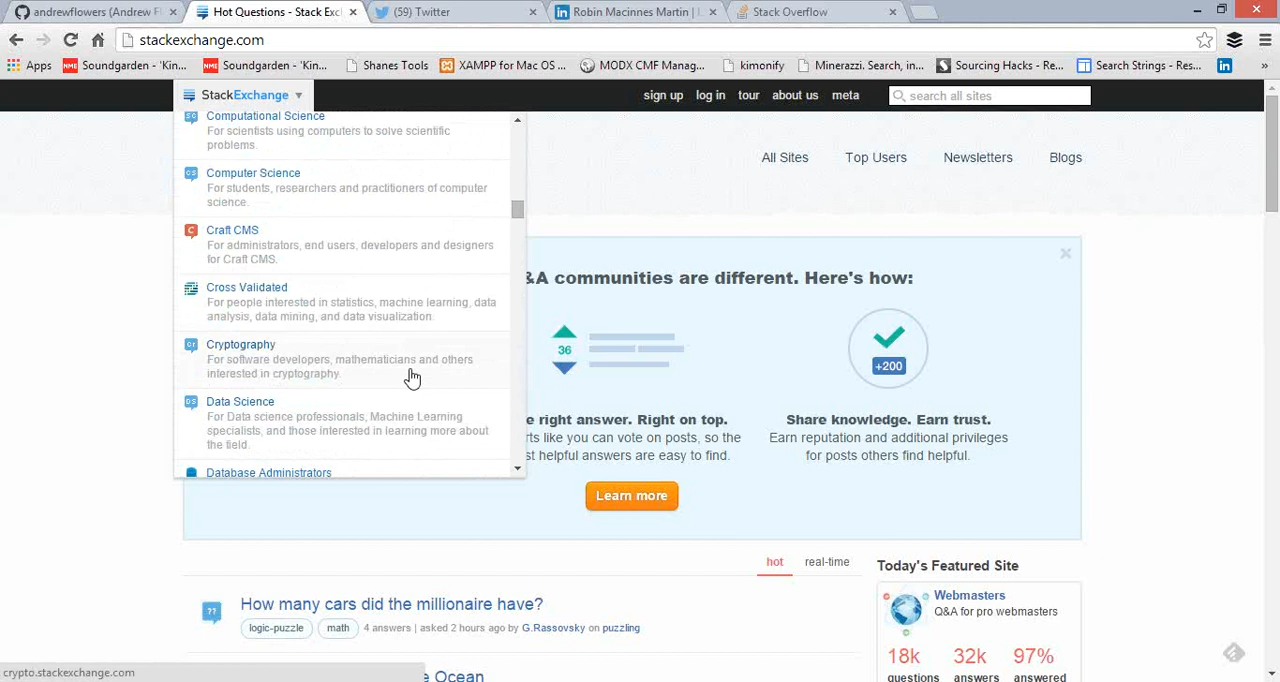 andrewflowers (Andrew Fl
Hot Questions - Stack Exc
(59) Twitter
Robin Macinnes Martin | L
Stack Overflow
stackexchange.com
Apps
Soundgarden - 'Kin...
Soundgarden - 'Kin...
Shanes Tools
XAMPP for Mac OS ...
MODX CMF Manag...
kimonify
Minerazzi. Search, in...
Sourcing Hacks - Re...
Search Strings - Res...
StackExchange
sign up
log in
tour
about us
meta
search all sites
Computational Science
For scientists using computers to solve scientific
problems.
Computer Science
For students, researchers and practitioners of computer
science.
Craft CMS
For administrators, end users, developers and designers
for Craft CMS.
Cross Validated
For people interested in statistics, machine learning, data
analysis, data mining, and data visualization.
Cryptography
For software developers, mathematicians and others
interested in cryptography.
Data Science
For Data science professionals, Machine Learning
specialists, and those interested in learning more about
the field.
Database Administrators
All Sites
Top Users
Newsletters
Blogs
&A communities are different. Here's how:
36
+200
e right answer. Right on top.
rts like you can vote on posts, so the
st helpful answers are easy to find.
Share knowledge. Earn trust.
Earn reputation and additional privileges
for posts others find helpful.
Learn more
hot
real-time
How many cars did the millionaire have?
logic-puzzle
math
4 answers | asked 2 hours ago by G.Rassovsky on puzzling
e Ocean
Today's Featured Site
Webmasters
Q&A for pro webmasters
18k
questions
32k
answers
97%
answered
crypto.stackexchange.com